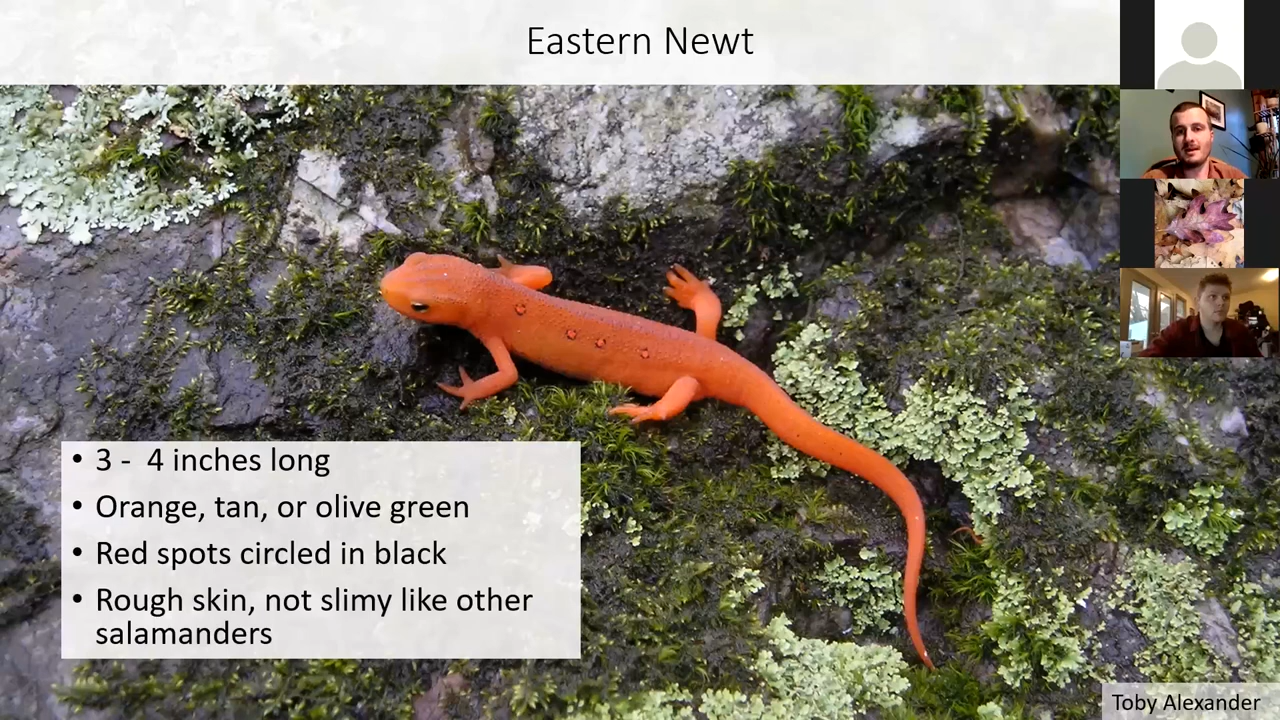 Eastern Newt
• 3 -  4 inches long
• Orange, tan, or olive green
• Red spots circled in black
• Rough skin, not slimy like other
salamanders
Toby Alexander